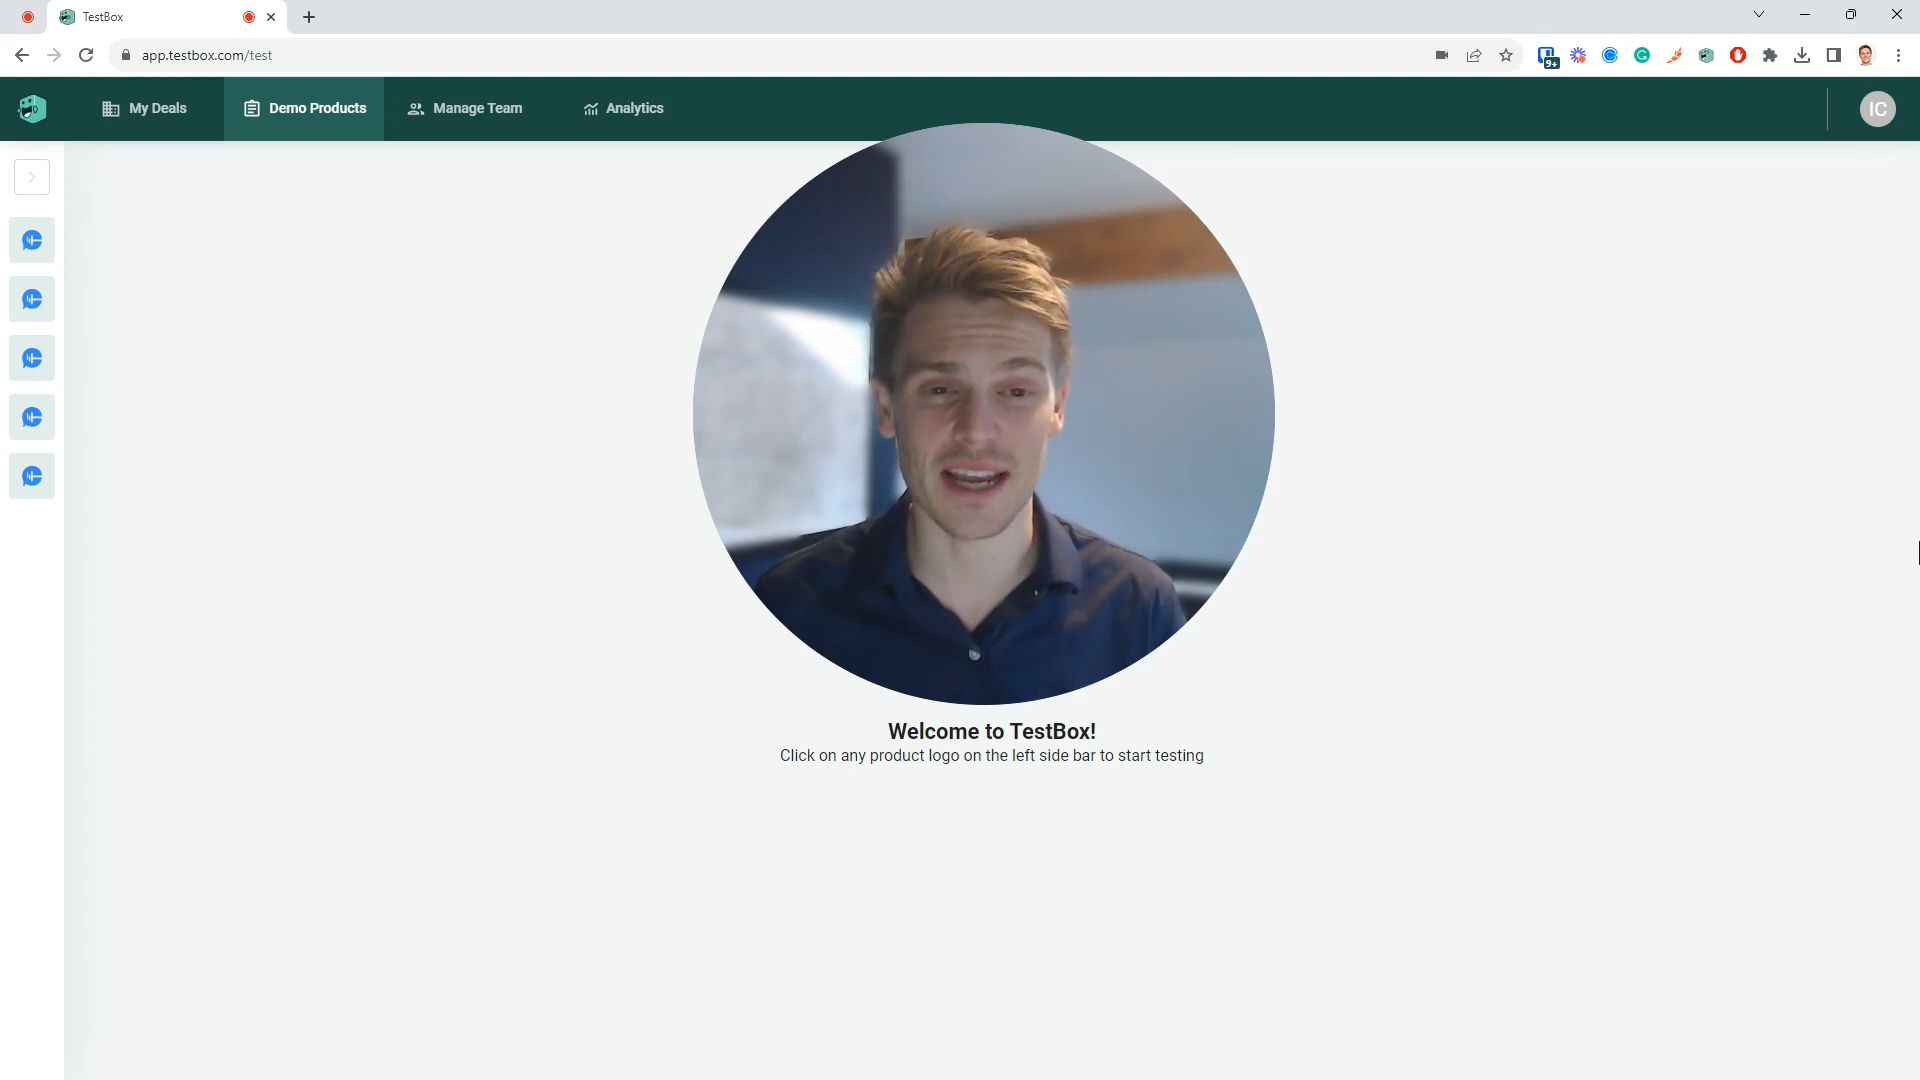 TestBox
app.testbox.com/test
9+
My Deals
Demo Products
Manage Team
Analytics
IC
Welcome to TestBox!
Click on any product logo on the left side bar to start testing